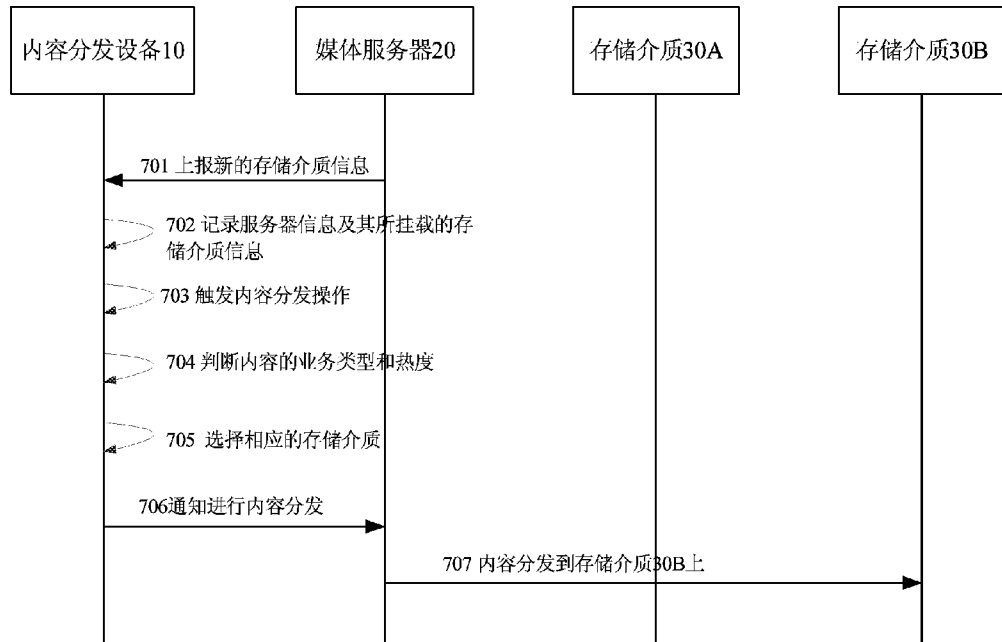 内容分发设备10
媒体服务器20
存储介质30A
存储介质30B
701 上报新的存储介质信息
702 记录服务器信息及其所挂载的存
储介质信息
703 触发内容分发操作
704 判断内容的业务类型和热度
705 选择相应的存储介质
706通知进行内容分发
707 内容分发到存储介质30B上